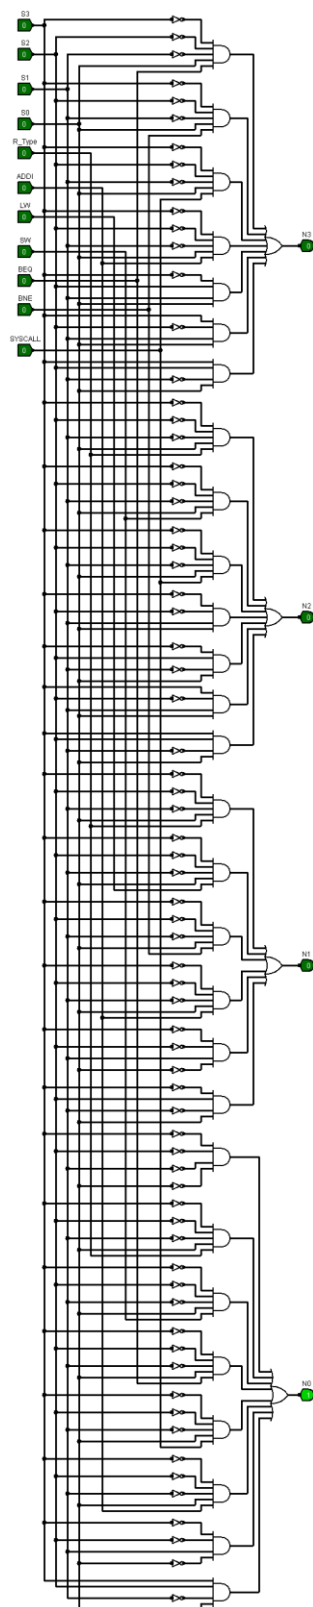 S3
0
S2
0
S1
0
S0
0
R_Type
0
ADDI
0
LW
0
SW
0
BEQ
0
BNE
0
SYSCALL
0
N3
0
N2
0
N1
0
N0
1